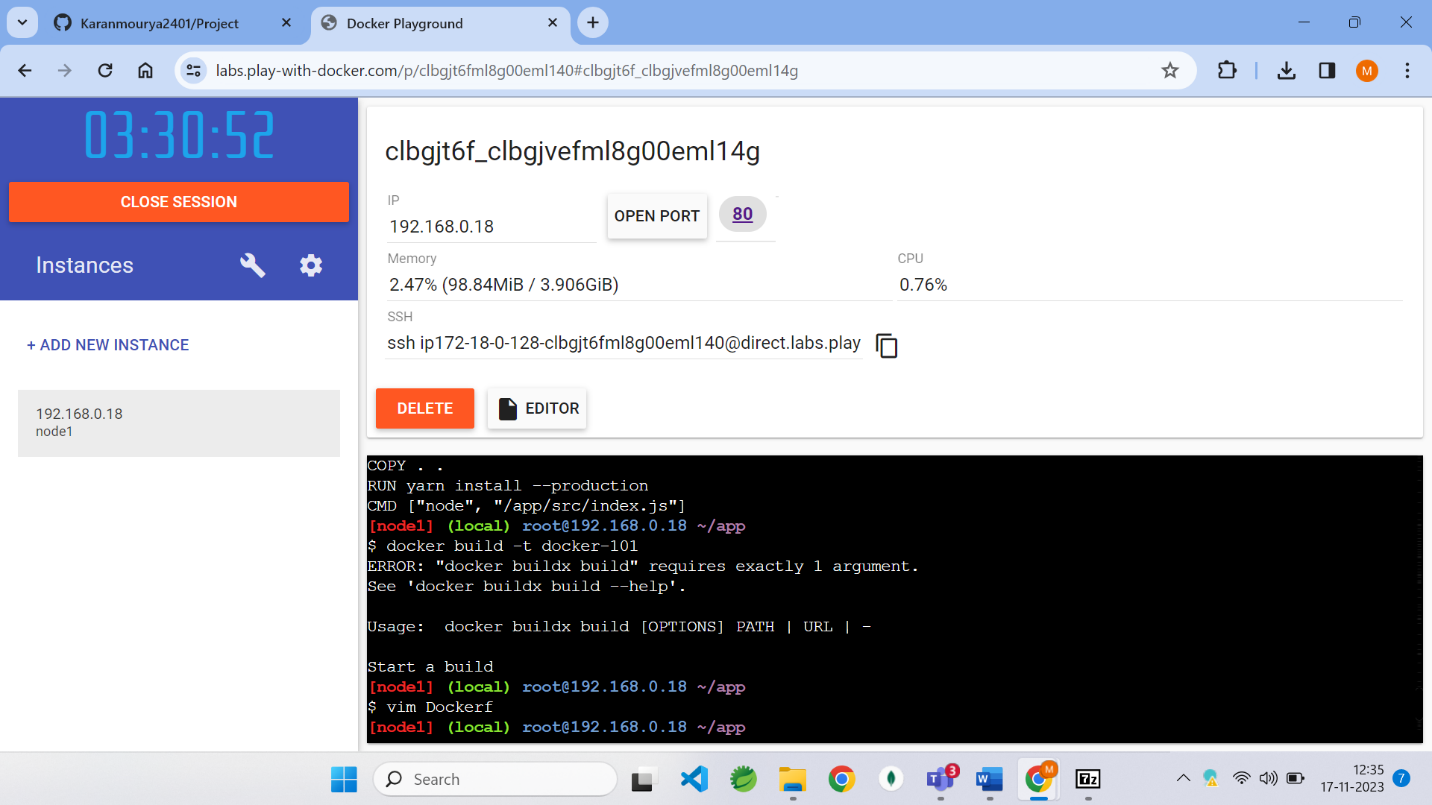 Karanmourya2401/Project
Docker Playground
labs.play-with-docker.com/p/clbgjt6fml8g00eml140#clbgjt6f_clbgjvefml8g00eml14g
M
03:30:52
CLOSE SESSION
Instances
+ ADD NEW INSTANCE
192.168.0.18
node1
clbgjt6f_clbgjvefml8g00eml14g
IP
192.168.0.18
OPEN PORT
80
Memory
2.47% (98.84MiB / 3.906GiB)
CPU
0.76%
SSH
ssh ip172-18-0-128-clbgjt6fml8g00eml140@direct.labs.play
DELETE
EDITOR
COPY . .
RUN yarn install --production
CMD ["node", "/app/src/index.js"]
[node1] (local) root@192.168.0.18 ~/app
$ docker build -t docker-101
ERROR: "docker buildx build" requires exactly 1 argument.
See 'docker buildx build --help'.
Usage:  docker buildx build [OPTIONS] PATH | URL | -
Start a build
[node1] (local) root@192.168.0.18 ~/app
$ vim Dockerf
[node1] (local) root@192.168.0.18 ~/app
Search
T
3
W
M
7z
12:35
17-11-2023
7